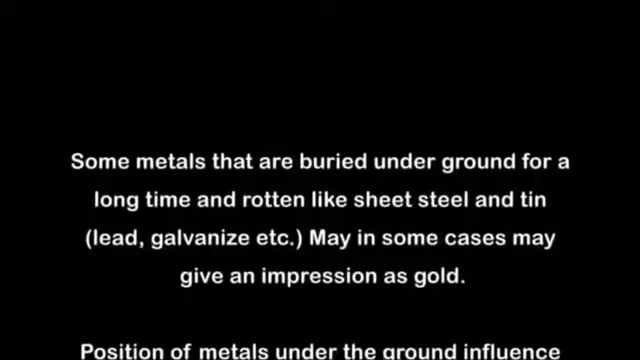 Some metals that are buried under ground for a
long time and rotten like sheet steel and tin
(lead, galvanize etc.) May in some cases may
give an impression as gold.
Position of metals under the ground influence